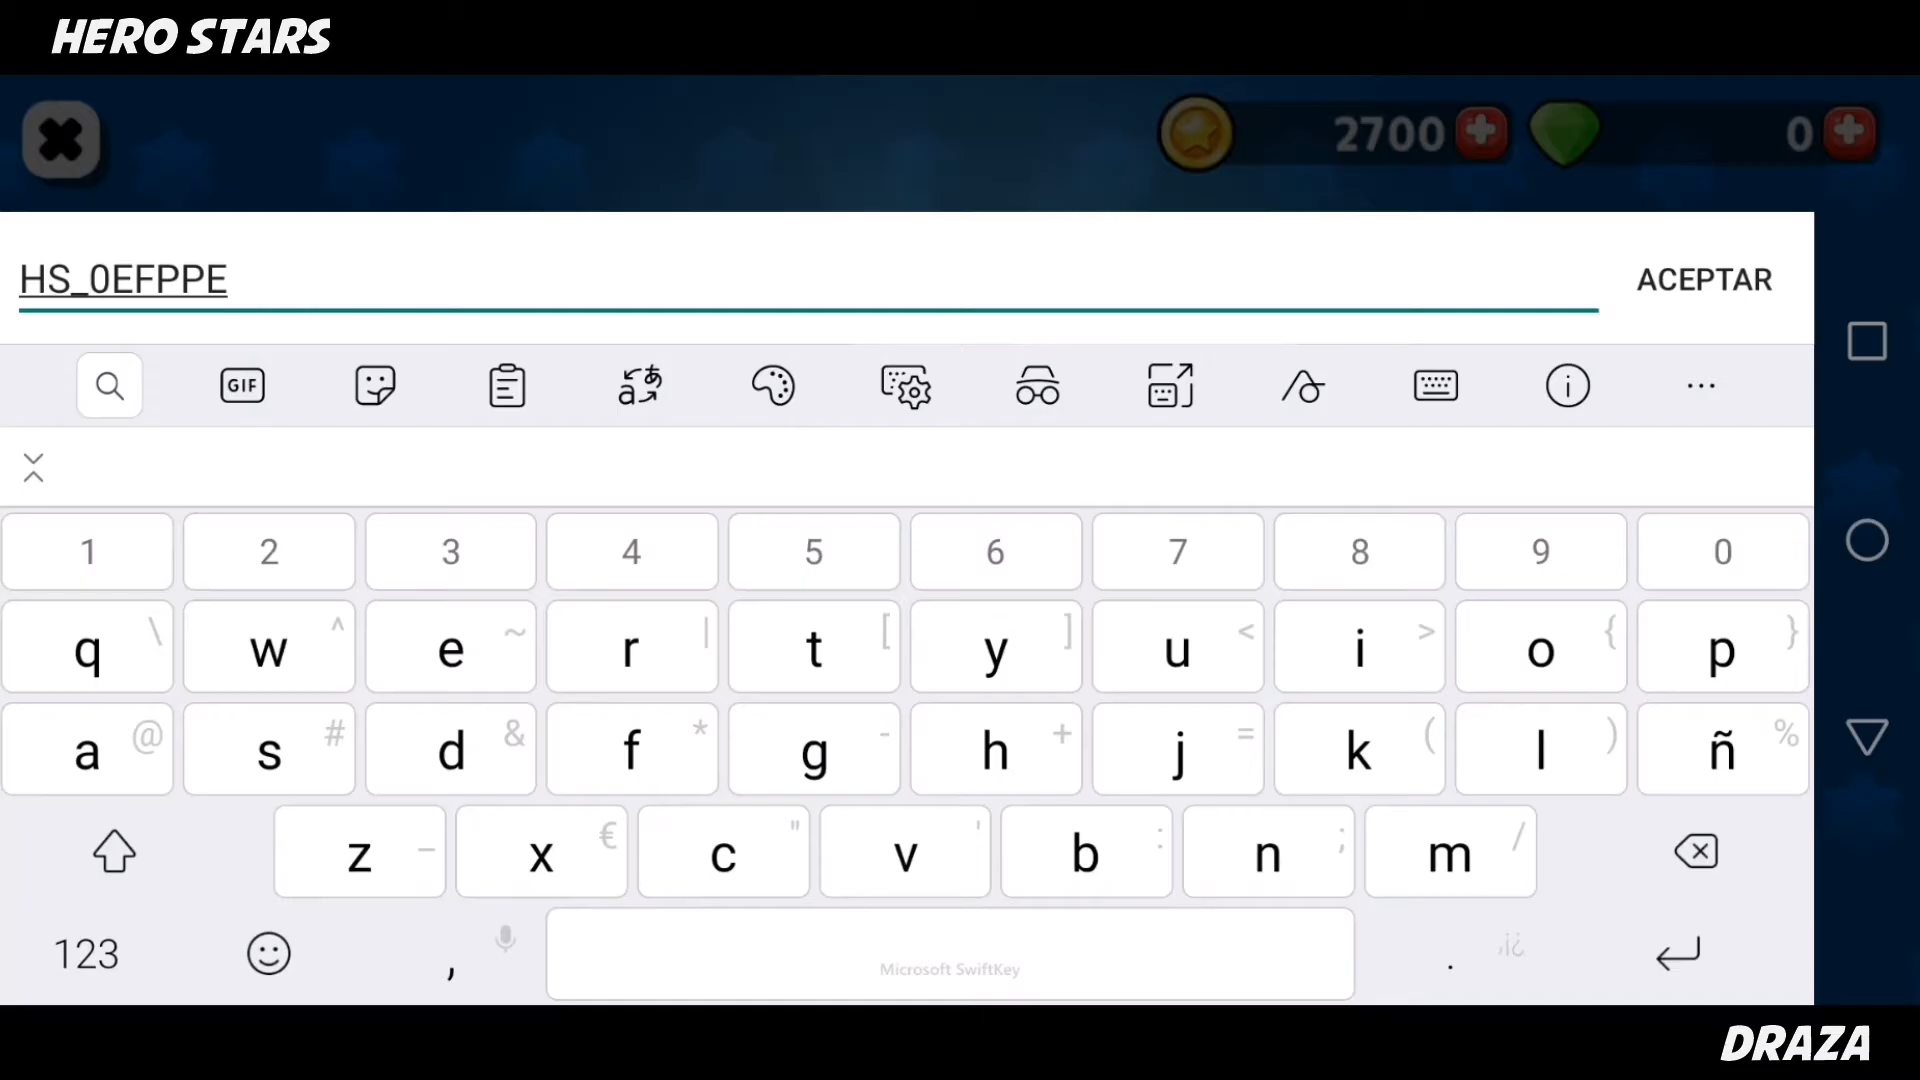 HERO STARS
2700 0
HS_0EFPPE
ACEPTAR
GIF
1 2 3 4 5 6 7 8 9 0
q \ w ^ e ~ r | t [ y ] u < i > o { p }
a @ s # d & f * g - h + j = k ( l ) ñ %
z _ x € c " v ' b : n ; m /
123 , Microsoft SwiftKey . ,¡¿
DRAZA